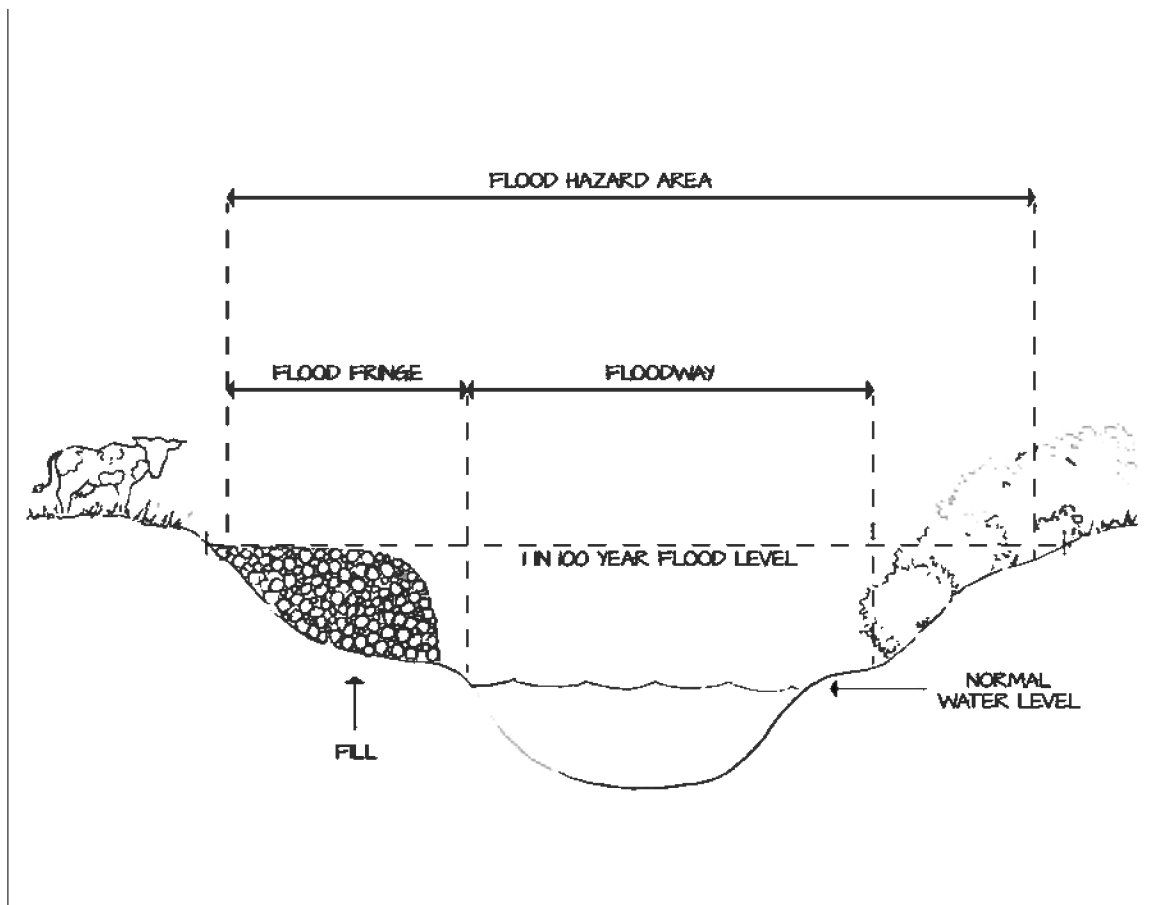 FLOOD HAZARD AREA
FLOOD FRINGE
FLOODWAY
1 IN 100 YEAR FLOOD LEVEL
NORMAL
WATER LEVEL
FILL